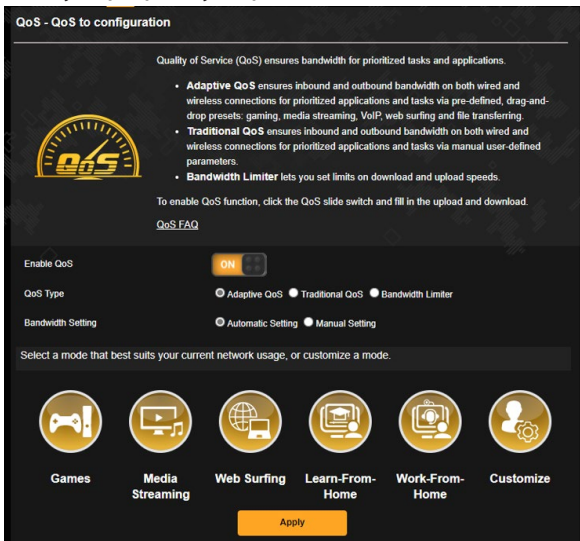 QoS - QoS to configuration
Quality of Service (QoS) ensures bandwidth for prioritized tasks and applications.
• Adaptive QoS ensures inbound and outbound bandwidth on both wired and
wireless connections for prioritized applications and tasks via pre-defined, drag-and-
drop presets: gaming, media streaming, VoIP, web surfing and file transferring.
• Traditional QoS ensures inbound and outbound bandwidth on both wired and
wireless connections for prioritized applications and tasks via manual user-defined
parameters.
• Bandwidth Limiter lets you set limits on download and upload speeds.
QoS
To enable QoS function, click the QoS slide switch and fill in the upload and download.
QoS FAQ
Enable QoS
ON
QoS Type
Adaptive QoS Traditional QoS Bandwidth Limiter
Bandwidth Setting
Automatic Setting Manual Setting
Select a mode that best suits your current network usage, or customize a mode.
Games
Media
Streaming
Web Surfing
Learn-From-
Home
Work-From-
Home
Customize
Apply